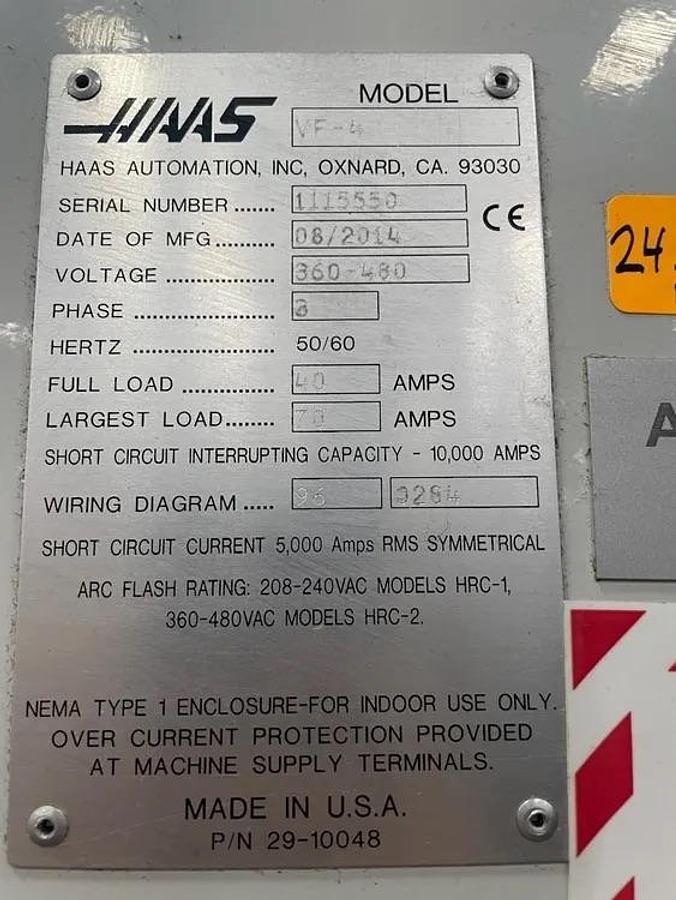 HAAS MODEL VF-4
HAAS AUTOMATION, INC, OXNARD, CA. 93030
SERIAL NUMBER ....... 1115550
CE
DATE OF MFG.......... 08/2014
VOLTAGE .................. 360-480
PHASE ....................... 3
HERTZ ....................... 50/60
FULL LOAD ............... 40 AMPS
LARGEST LOAD........ 70 AMPS
SHORT CIRCUIT INTERRUPTING CAPACITY - 10,000 AMPS
WIRING DIAGRAM ..... 96 0284
SHORT CIRCUIT CURRENT 5,000 Amps RMS SYMMETRICAL
ARC FLASH RATING: 208-240VAC MODELS HRC-1,
360-480VAC MODELS HRC-2.
NEMA TYPE 1 ENCLOSURE-FOR INDOOR USE ONLY.
OVER CURRENT PROTECTION PROVIDED
AT MACHINE SUPPLY TERMINALS.
MADE IN U.S.A.
P/N 29-10048
24
A